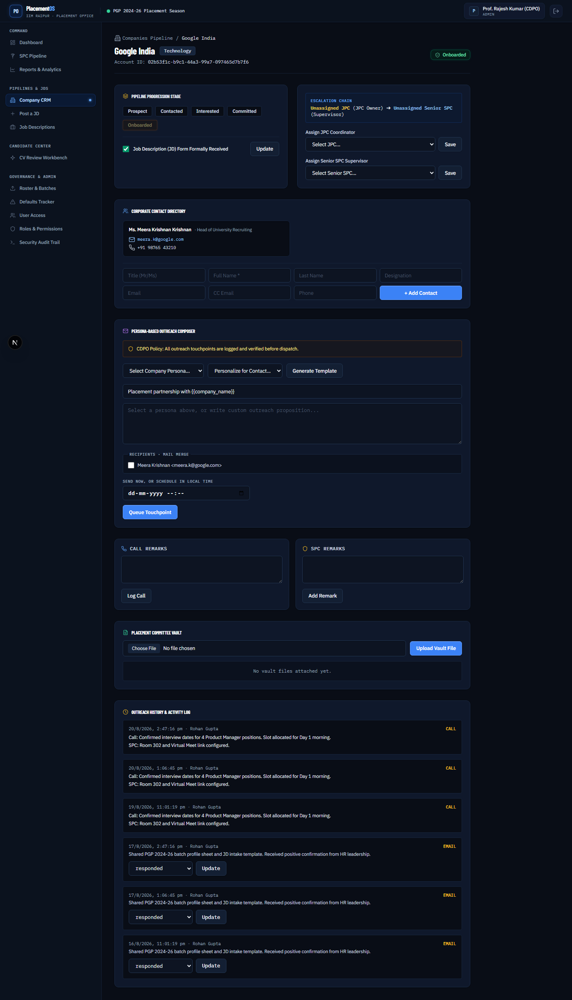 PO
PlacementOS
IIM RAIPUR · PLACEMENT OFFICE
PGP 2024-26 Placement Season
P
Prof. Rajesh Kumar (CDPO)
ADMIN
COMMAND
Dashboard
SPC Pipeline
Reports & Analytics
PIPELINES & JDS
Company CRM
Post a JD
Job Descriptions
CANDIDATE CENTER
CV Review Workbench
GOVERNANCE & ADMIN
Roster & Batches
Defaults Tracker
User Access
Roles & Permissions
Security Audit Trail
N
Companies Pipeline / Google India
Google India
Technology
Account ID: 02b53f1c-b9c1-44a3-99a7-097465d7b7f6
Onboarded
PIPELINE PROGRESSION STAGE
Prospect
Contacted
Interested
Committed
Onboarded
Job Description (JD) Form Formally Received
Update
ESCALATION CHAIN
Unassigned JPC (JPC Owner) → Unassigned Senior SPC
(Supervisor)
Assign JPC Coordinator
Select JPC...
Save
Assign Senior SPC Supervisor
Select Senior SPC...
Save
CORPORATE CONTACT DIRECTORY
Ms. Meera Krishnan Krishnan · Head of University Recruiting
meera.k@google.com
+91 98765 43210
Title (Mr/Ms)
Full Name *
Last Name
Designation
Email
CC Email
Phone
+ Add Contact
PERSONA-BASED OUTREACH COMPOSER
CDPO Policy: All outreach touchpoints are logged and verified before dispatch.
Select Company Persona...
Personalize for Contact...
Generate Template
Placement partnership with {{company_name}}
Select a persona above, or write custom outreach proposition...
RECIPIENTS · MAIL MERGE
Meera Krishnan <meera.k@google.com>
SEND NOW, OR SCHEDULE IN LOCAL TIME
dd-mm-yyyy --:--
Queue Touchpoint
CALL REMARKS
Log Call
SPC REMARKS
Add Remark
PLACEMENT COMMITTEE VAULT
Choose File
No file chosen
Upload Vault File
No vault files attached yet.
OUTREACH HISTORY & ACTIVITY LOG
20/8/2026, 2:47:16 pm · Rohan Gupta
CALL
Call: Confirmed interview dates for 4 Product Manager positions. Slot allocated for Day 1 morning.
SPC: Room 302 and Virtual Meet link configured.
20/8/2026, 1:06:45 pm · Rohan Gupta
CALL
Call: Confirmed interview dates for 4 Product Manager positions. Slot allocated for Day 1 morning.
SPC: Room 302 and Virtual Meet link configured.
19/8/2026, 11:01:19 pm · Rohan Gupta
CALL
Call: Confirmed interview dates for 4 Product Manager positions. Slot allocated for Day 1 morning.
SPC: Room 302 and Virtual Meet link configured.
17/8/2026, 2:47:16 pm · Rohan Gupta
EMAIL
Shared PGP 2024-26 batch profile sheet and JD intake template. Received positive confirmation from HR leadership.
responded
Update
17/8/2026, 1:06:45 pm · Rohan Gupta
EMAIL
Shared PGP 2024-26 batch profile sheet and JD intake template. Received positive confirmation from HR leadership.
responded
Update
16/8/2026, 11:01:19 pm · Rohan Gupta
EMAIL
Shared PGP 2024-26 batch profile sheet and JD intake template. Received positive confirmation from HR leadership.
responded
Update